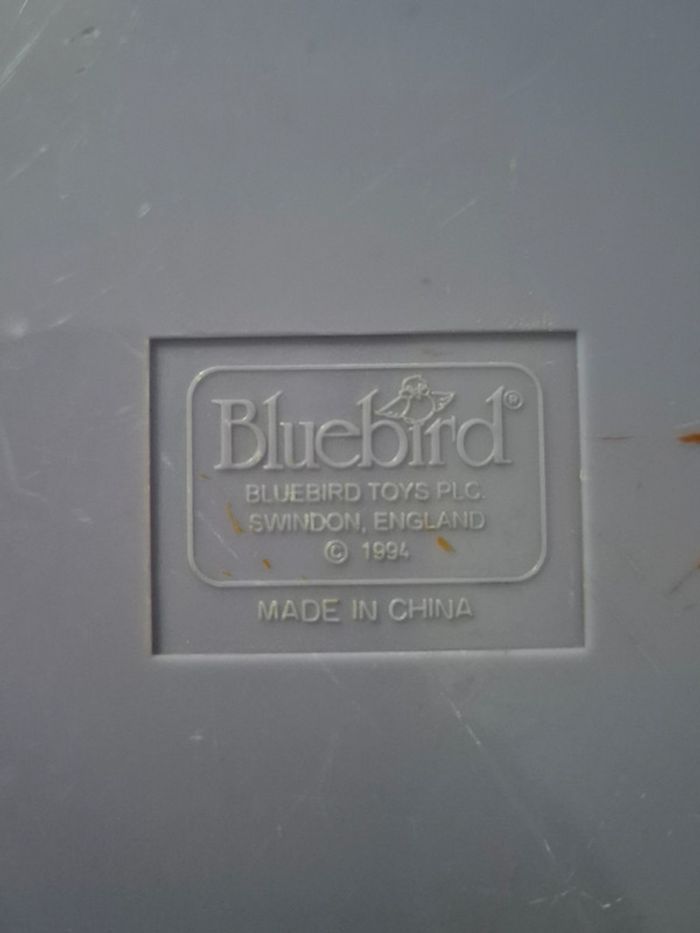 Bluebird®
BLUEBIRD TOYS PLC.
SWINDON, ENGLAND
© 1994
MADE IN CHINA